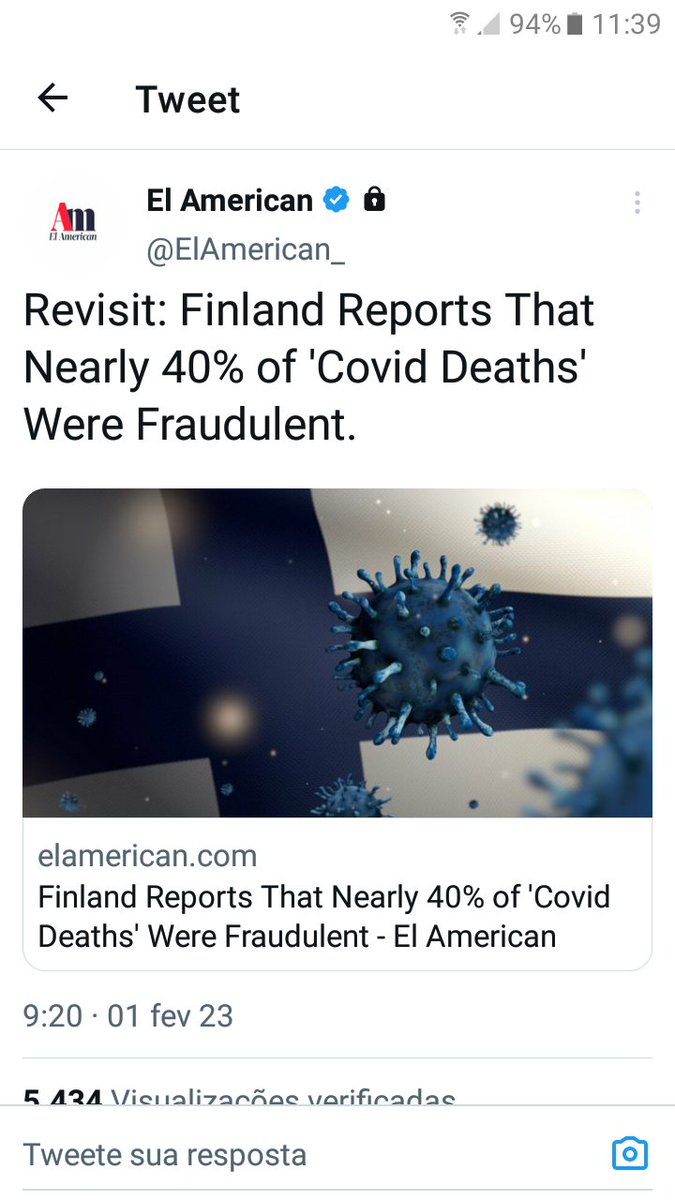 94% 11:39
Tweet
Am
El American
El American
@ElAmerican_
Revisit: Finland Reports That
Nearly 40% of 'Covid Deaths'
Were Fraudulent.
elamerican.com
Finland Reports That Nearly 40% of 'Covid
Deaths' Were Fraudulent - El American
9:20 · 01 fev 23
5.434 Visualizações verificadas
Tweete sua resposta